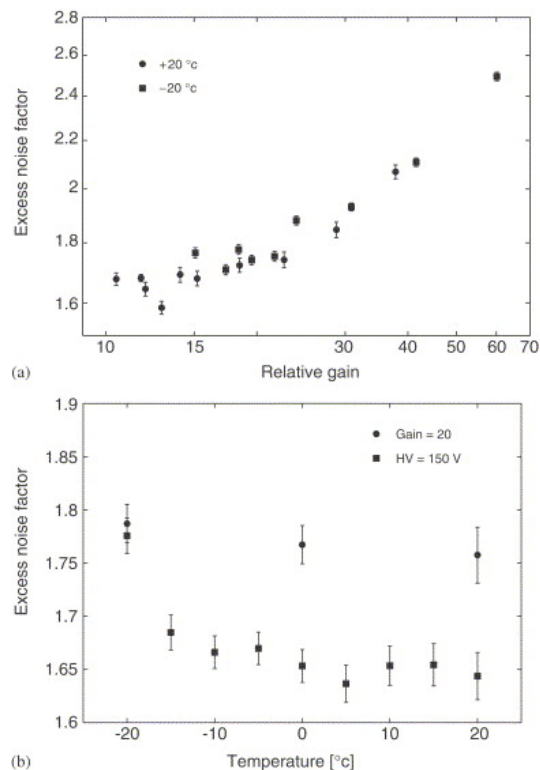 2.8
2.6
+20 °c
−20 °c
2.4
2.2
Excess noise factor
2
1.8
1.6
10 15 30 40 50 60 70
(a) Relative gain
1.9
Gain = 20
HV = 150 V
1.85
1.8
Excess noise factor
1.75
1.7
1.65
1.6
-20 -10 0 10 20
(b) Temperature [°c]